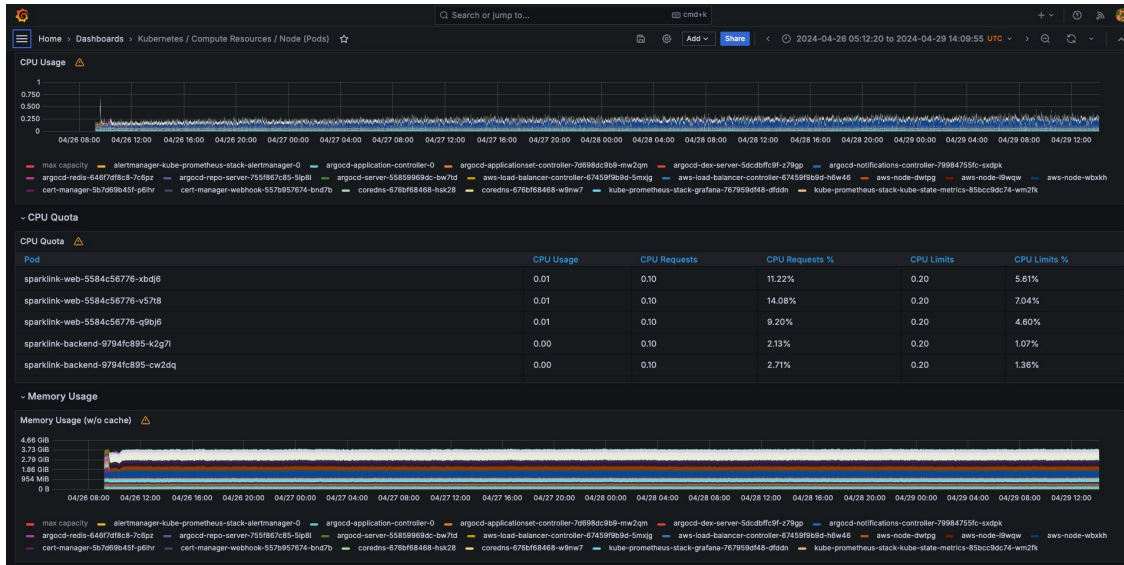 Search or jump to... cmd+k
Home › Dashboards › Kubernetes / Compute Resources / Node (Pods) Add Share 2024-04-26 05:12:20 to 2024-04-29 14:09:55 UTC
CPU Usage
1
0.750
0.500
0.250
0
04/26 08:00 04/26 12:00 04/26 16:00 04/26 20:00 04/27 00:00 04/27 04:00 04/27 08:00 04/27 12:00 04/27 16:00 04/27 20:00 04/28 00:00 04/28 04:00 04/28 08:00 04/28 12:00 04/28 16:00 04/28 20:00 04/29 00:00 04/29 04:00 04/29 08:00 04/29 12:00
max capacity alertmanager-kube-prometheus-stack-alertmanager-0 argocd-application-controller-0 argocd-applicationset-controller-7d698dc9b9-mw2qm argocd-dex-server-5dcdbffc9f-z79gp argocd-notifications-controller-79984755fc-sxdpk
argocd-redis-646f7df8c8-7c6pz argocd-repo-server-755f867c85-5lp8l argocd-server-55859969dc-bw7td aws-load-balancer-controller-67459f9b9d-5mxjg aws-load-balancer-controller-67459f9b9d-h6w46 aws-node-dwtpg aws-node-l9wqw aws-node-wbxkh
cert-manager-5b7d69b45f-p6lhr cert-manager-webhook-557b957674-bnd7b coredns-676bf68468-hsk28 coredns-676bf68468-w9nw7 kube-prometheus-stack-grafana-767959df48-dfddn kube-prometheus-stack-kube-state-metrics-85bcc9dc74-wm2fk
CPU Quota
CPU Quota
Pod CPU Usage CPU Requests CPU Requests % CPU Limits CPU Limits %
sparklink-web-5584c56776-xbdj6 0.01 0.10 11.22% 0.20 5.61%
sparklink-web-5584c56776-v57t8 0.01 0.10 14.08% 0.20 7.04%
sparklink-web-5584c56776-q9bj6 0.01 0.10 9.20% 0.20 4.60%
sparklink-backend-9794fc895-k2g7l 0.00 0.10 2.13% 0.20 1.07%
sparklink-backend-9794fc895-cw2dq 0.00 0.10 2.71% 0.20 1.36%
Memory Usage
Memory Usage (w/o cache)
4.66 GiB
3.73 GiB
2.79 GiB
1.86 GiB
954 MiB
0 B
04/26 08:00 04/26 12:00 04/26 16:00 04/26 20:00 04/27 00:00 04/27 04:00 04/27 08:00 04/27 12:00 04/27 16:00 04/27 20:00 04/28 00:00 04/28 04:00 04/28 08:00 04/28 12:00 04/28 16:00 04/28 20:00 04/29 00:00 04/29 04:00 04/29 08:00 04/29 12:00
max capacity alertmanager-kube-prometheus-stack-alertmanager-0 argocd-application-controller-0 argocd-applicationset-controller-7d698dc9b9-mw2qm argocd-dex-server-5dcdbffc9f-z79gp argocd-notifications-controller-79984755fc-sxdpk
argocd-redis-646f7df8c8-7c6pz argocd-repo-server-755f867c85-5lp8l argocd-server-55859969dc-bw7td aws-load-balancer-controller-67459f9b9d-5mxjg aws-load-balancer-controller-67459f9b9d-h6w46 aws-node-dwtpg aws-node-l9wqw aws-node-wbxkh
cert-manager-5b7d69b45f-p6lhr cert-manager-webhook-557b957674-bnd7b coredns-676bf68468-hsk28 coredns-676bf68468-w9nw7 kube-prometheus-stack-grafana-767959df48-dfddn kube-prometheus-stack-kube-state-metrics-85bcc9dc74-wm2fk